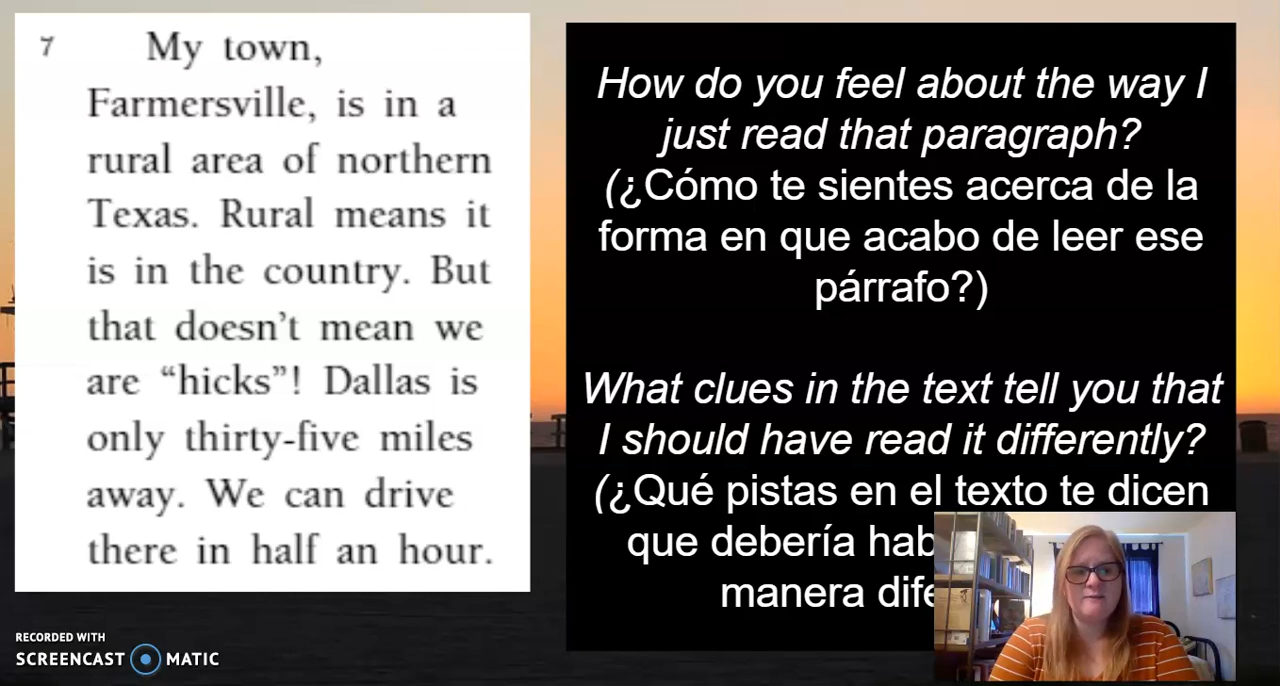 7 My town,
Farmersville, is in a
rural area of northern
Texas. Rural means it
is in the country. But
that doesn't mean we
are “hicks”! Dallas is
only thirty-five miles
away. We can drive
there in half an hour.
How do you feel about the way I
just read that paragraph?
(¿Cómo te sientes acerca de la
forma en que acabo de leer ese
párrafo?)
What clues in the text tell you that
I should have read it differently?
(¿Qué pistas en el texto te dicen
que debería
manera
RECORDED WITH
SCREENCAST MATIC